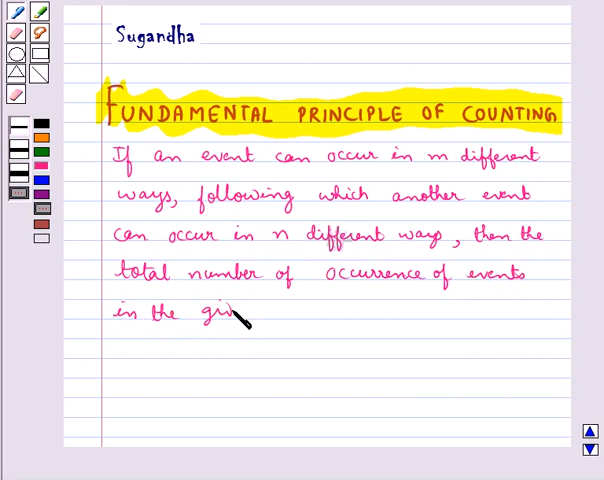 Sugandha
FUNDAMENTAL PRINCIPLE OF COUNTING
If an event can occur in m different
ways, following which another event
can occur in n different ways, then the
total number of occurrence of events
in the giv